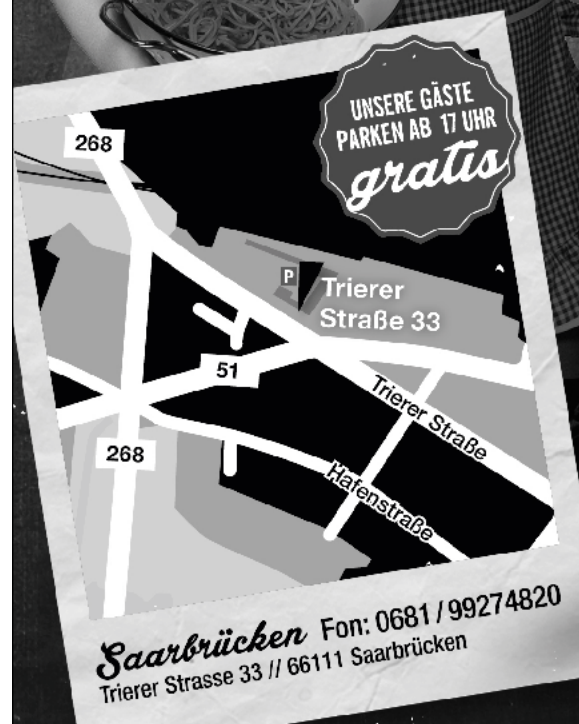 UNSERE GÄSTE
PARKEN AB 17 UHR
gratis
268
P
Trierer
Straße 33
51
Trierer Straße
268
Hafenstraße
Saarbrücken Fon: 0681 / 99274820
Trierer Strasse 33 // 66111 Saarbrücken